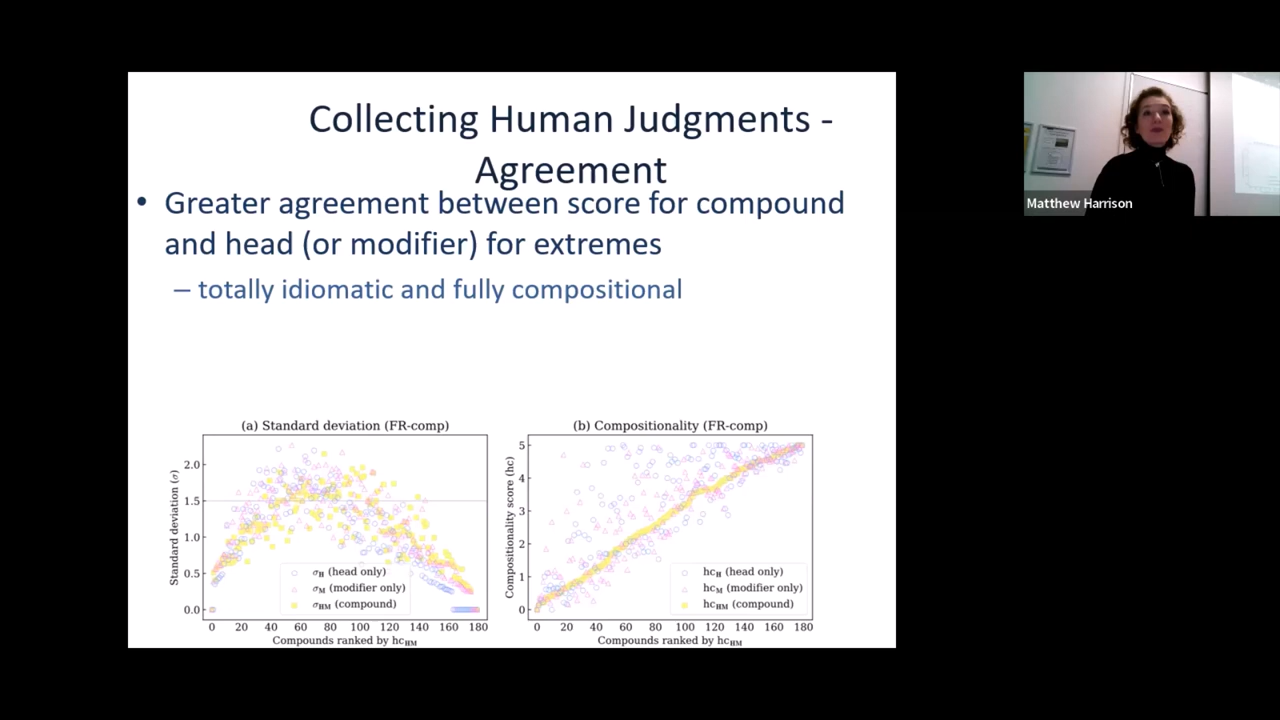 Collecting Human Judgments -
Agreement
• Greater agreement between score for compound
and head (or modifier) for extremes
– totally idiomatic and fully compositional
(a) Standard deviation (FR-comp)
Standard deviation (σ)
2.0
1.5
1.0
0.5
0.0
σH (head only)
σM (modifier only)
σHM (compound)
0 20 40 60 80 100 120 140 160 180
Compounds ranked by hcHM
(b) Compositionality (FR-comp)
Compositionality score (hc)
5
4
3
2
1
0
hcH (head only)
hcM (modifier only)
hcHM (compound)
0 20 40 60 80 100 120 140 160 180
Compounds ranked by hcHM
Matthew Harrison